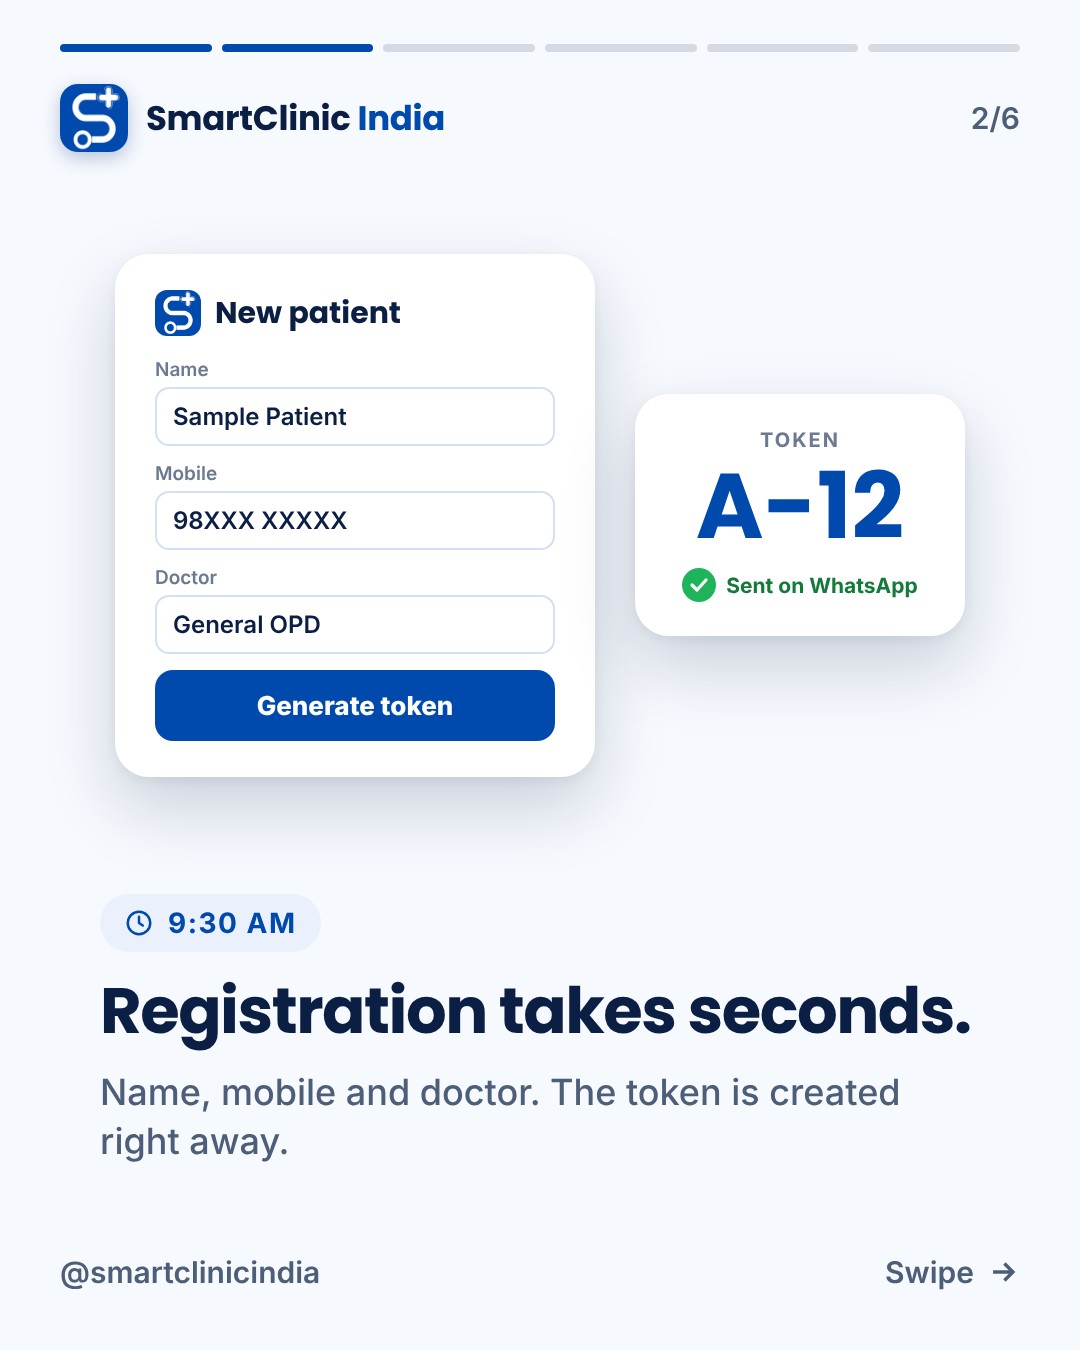 SmartClinic India
2/6
New patient
Name
Sample Patient
Mobile
98XXX XXXXX
Doctor
General OPD
Generate token
TOKEN
A-12
Sent on WhatsApp
9:30 AM
Registration takes seconds.
Name, mobile and doctor. The token is created
right away.
@smartclinicindia
Swipe →